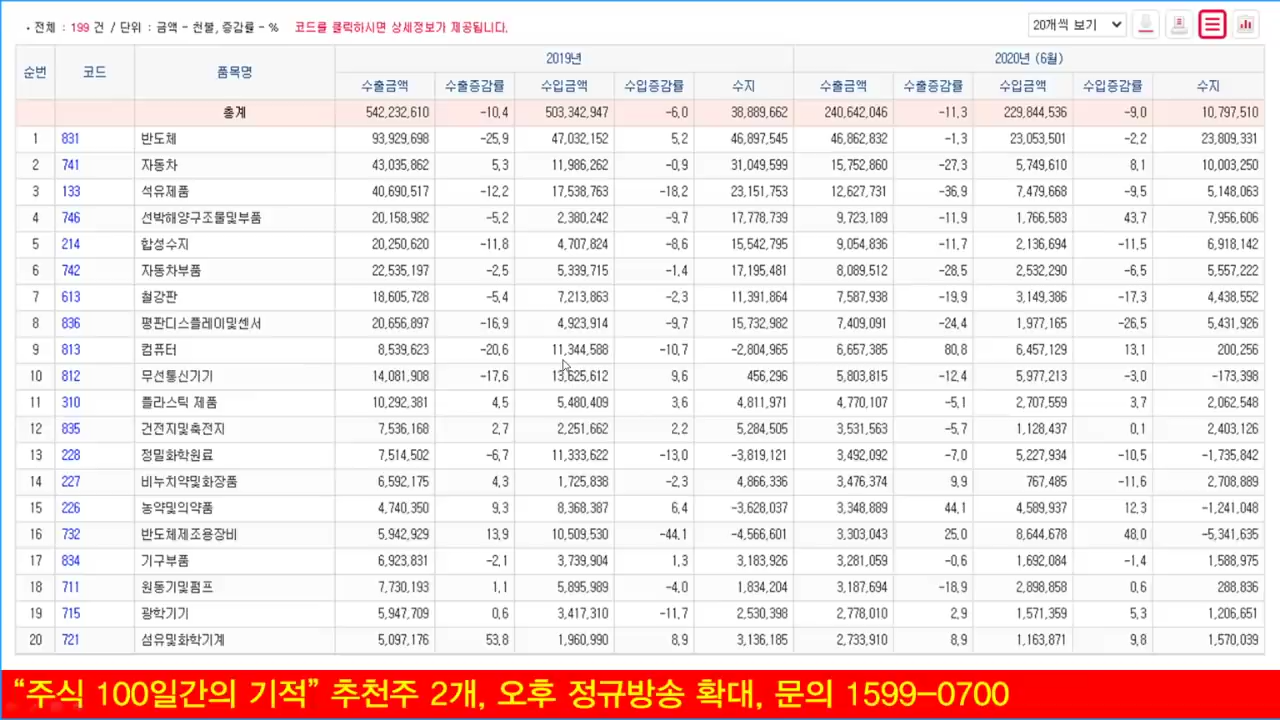 · 전체 : 199 건 / 단위 : 금액 - 천불, 증감률 - % 코드를 클릭하시면 상세정보가 제공됩니다. 20개씩 보기
순번 코드 품목명 2019년 2020년 (6월)
수출금액 수출증감률 수입금액 수입증감률 수지 수출금액 수출증감률 수입금액 수입증감률 수지
총계 542,232,610 -10.4 503,342,947 -6.0 38,889,662 240,642,046 -11.3 229,844,536 -9.0 10,797,510
1 831 반도체 93,929,698 -25.9 47,032,152 5.2 46,897,545 46,862,832 -1.3 23,053,501 -2.2 23,809,331
2 741 자동차 43,035,862 5.3 11,986,262 -0.9 31,049,599 15,752,860 -27.3 5,749,610 8.1 10,003,250
3 133 석유제품 40,690,517 -12.2 17,538,763 -18.2 23,151,753 12,627,731 -36.9 7,479,668 -9.5 5,148,063
4 746 선박해양구조물및부품 20,158,982 -5.2 2,380,242 -9.7 17,778,739 9,723,189 -11.9 1,766,583 43.7 7,956,606
5 214 합성수지 20,250,620 -11.8 4,707,824 -8.6 15,542,795 9,054,836 -11.7 2,136,694 -11.5 6,918,142
6 742 자동차부품 22,535,197 -2.5 5,339,715 -1.4 17,195,481 8,089,512 -28.5 2,532,290 -6.5 5,557,222
7 613 철강판 18,605,728 -5.4 7,213,863 -2.3 11,391,864 7,587,938 -19.9 3,149,386 -17.3 4,438,552
8 836 평판디스플레이및센서 20,656,897 -16.9 4,923,914 -9.7 15,732,982 7,409,091 -24.4 1,977,165 -26.5 5,431,926
9 813 컴퓨터 8,539,623 -20.6 11,344,588 -10.7 -2,804,965 6,657,385 80.8 6,457,129 13.1 200,256
10 812 무선통신기기 14,081,908 -17.6 13,625,612 9.6 456,296 5,803,815 -12.4 5,977,213 -3.0 -173,398
11 310 플라스틱 제품 10,292,381 4.5 5,480,409 3.6 4,811,971 4,770,107 -5.1 2,707,559 3.7 2,062,548
12 835 건전지및축전지 7,536,168 2.7 2,251,662 2.2 5,284,505 3,531,563 -5.7 1,128,437 0.1 2,403,126
13 228 정밀화학원료 7,514,502 -6.7 11,333,622 -13.0 -3,819,121 3,492,092 -7.0 5,227,934 -10.5 -1,735,842
14 227 비누치약및화장품 6,592,175 4.3 1,725,838 -2.3 4,866,336 3,476,374 9.9 767,485 -11.6 2,708,889
15 226 농약및의약품 4,740,350 9.3 8,368,387 6.4 -3,628,037 3,348,889 44.1 4,589,937 12.3 -1,241,048
16 732 반도체제조용장비 5,942,929 13.9 10,509,530 -44.1 -4,566,601 3,303,043 25.0 8,644,678 48.0 -5,341,635
17 834 기구부품 6,923,831 -2.1 3,739,904 1.3 3,183,926 3,281,059 -0.6 1,692,084 -1.4 1,588,975
18 711 원동기및펌프 7,730,193 1.1 5,895,989 -4.0 1,834,204 3,187,694 -18.9 2,898,858 0.6 288,836
19 715 광학기기 5,947,709 0.6 3,417,310 -11.7 2,530,398 2,778,010 2.9 1,571,359 5.3 1,206,651
20 721 섬유및화학기계 5,097,176 53.8 1,960,990 8.9 3,136,185 2,733,910 8.9 1,163,871 9.8 1,570,039
“주식 100일간의 기적” 추천주 2개, 오후 정규방송 확대, 문의 1599-0700